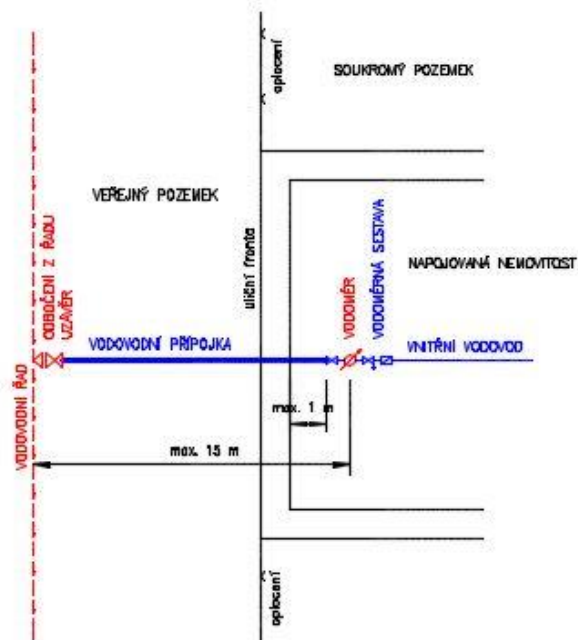 oplocení
SOUKROMÝ POZEMEK
VEŘEJNÝ POZEMEK
uliční fronta
ODBOČENÍ Z ŘADU
UZÁVĚR
VODOMĚR
VODOMĚRNÁ SESTAVA
NAPOJOVANÁ NEMOVITOST
VODOVODNÍ PŘÍPOJKA
VNITŘNÍ VODOVOD
VODOVODNÍ ŘAD
max. 1 m
max. 15 m
oplocení